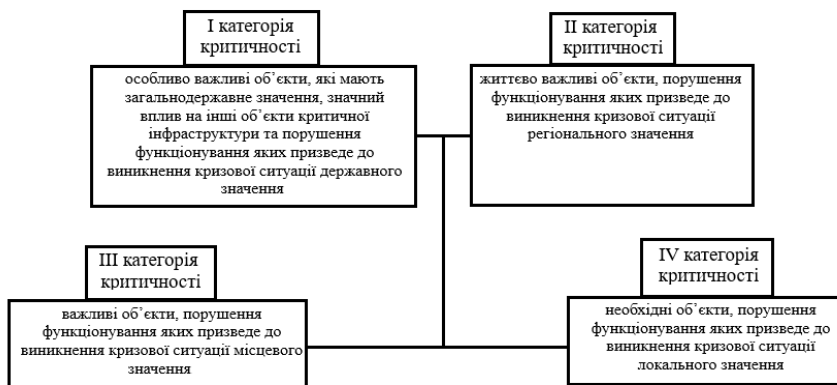 І категорія
критичності
особливо важливі об’єкти, які мають
загальнодержавне значення, значний
вплив на інші об’єкти критичної
інфраструктури та порушення
функціонування яких призведе до
виникнення кризової ситуації державного
значення
ІІ категорія
критичності
життєво важливі об’єкти, порушення
функціонування яких призведе до
виникнення кризової ситуації
регіонального значення
ІІІ категорія
критичності
важливі об’єкти, порушення
функціонування яких призведе до
виникнення кризової ситуації місцевого
значення
IV категорія
критичності
необхідні об’єкти, порушення
функціонування яких призведе до
виникнення кризової ситуації
локального значення